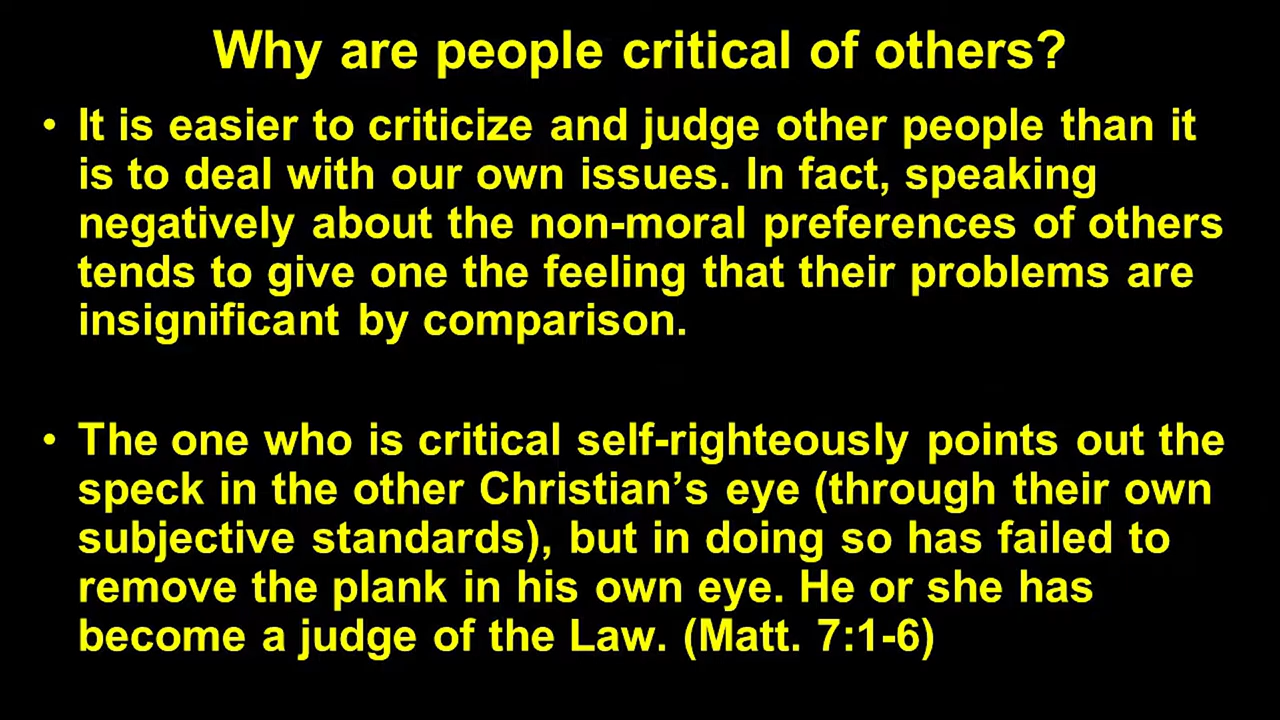 Why are people critical of others?
• It is easier to criticize and judge other people than it
is to deal with our own issues. In fact, speaking
negatively about the non-moral preferences of others
tends to give one the feeling that their problems are
insignificant by comparison.
• The one who is critical self-righteously points out the
speck in the other Christian’s eye (through their own
subjective standards), but in doing so has failed to
remove the plank in his own eye. He or she has
become a judge of the Law. (Matt. 7:1-6)